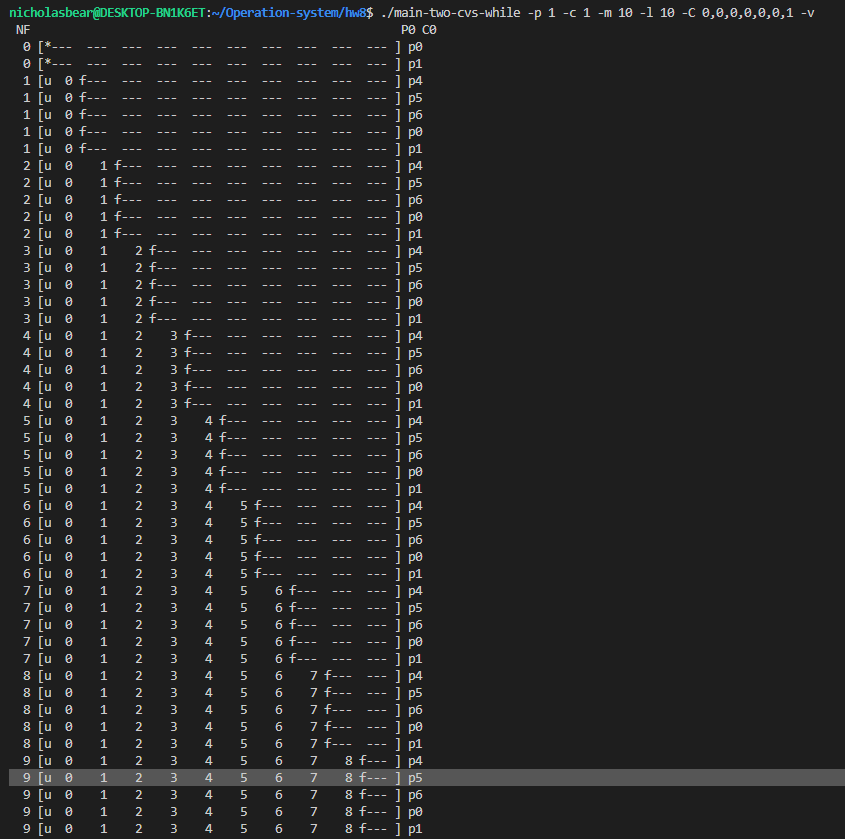 nicholasbear@DESKTOP-BN1K6ET:~/Operation-system/hw8$ ./main-two-cvs-while -p 1 -c 1 -m 10 -l 10 -C 0,0,0,0,0,0,1 -v
 NF                                                     P0 C0
  0 [*---  ---  ---  ---  ---  ---  ---  ---  ---  --- ] p0
  0 [*---  ---  ---  ---  ---  ---  ---  ---  ---  --- ] p1
  1 [u  0 f---  ---  ---  ---  ---  ---  ---  ---  --- ] p4
  1 [u  0 f---  ---  ---  ---  ---  ---  ---  ---  --- ] p5
  1 [u  0 f---  ---  ---  ---  ---  ---  ---  ---  --- ] p6
  1 [u  0 f---  ---  ---  ---  ---  ---  ---  ---  --- ] p0
  1 [u  0 f---  ---  ---  ---  ---  ---  ---  ---  --- ] p1
  2 [u  0    1 f---  ---  ---  ---  ---  ---  ---  --- ] p4
  2 [u  0    1 f---  ---  ---  ---  ---  ---  ---  --- ] p5
  2 [u  0    1 f---  ---  ---  ---  ---  ---  ---  --- ] p6
  2 [u  0    1 f---  ---  ---  ---  ---  ---  ---  --- ] p0
  2 [u  0    1 f---  ---  ---  ---  ---  ---  ---  --- ] p1
  3 [u  0    1    2 f---  ---  ---  ---  ---  ---  --- ] p4
  3 [u  0    1    2 f---  ---  ---  ---  ---  ---  --- ] p5
  3 [u  0    1    2 f---  ---  ---  ---  ---  ---  --- ] p6
  3 [u  0    1    2 f---  ---  ---  ---  ---  ---  --- ] p0
  3 [u  0    1    2 f---  ---  ---  ---  ---  ---  --- ] p1
  4 [u  0    1    2    3 f---  ---  ---  ---  ---  --- ] p4
  4 [u  0    1    2    3 f---  ---  ---  ---  ---  --- ] p5
  4 [u  0    1    2    3 f---  ---  ---  ---  ---  --- ] p6
  4 [u  0    1    2    3 f---  ---  ---  ---  ---  --- ] p0
  4 [u  0    1    2    3 f---  ---  ---  ---  ---  --- ] p1
  5 [u  0    1    2    3    4 f---  ---  ---  ---  --- ] p4
  5 [u  0    1    2    3    4 f---  ---  ---  ---  --- ] p5
  5 [u  0    1    2    3    4 f---  ---  ---  ---  --- ] p6
  5 [u  0    1    2    3    4 f---  ---  ---  ---  --- ] p0
  5 [u  0    1    2    3    4 f---  ---  ---  ---  --- ] p1
  6 [u  0    1    2    3    4    5 f---  ---  ---  --- ] p4
  6 [u  0    1    2    3    4    5 f---  ---  ---  --- ] p5
  6 [u  0    1    2    3    4    5 f---  ---  ---  --- ] p6
  6 [u  0    1    2    3    4    5 f---  ---  ---  --- ] p0
  6 [u  0    1    2    3    4    5 f---  ---  ---  --- ] p1
  7 [u  0    1    2    3    4    5    6 f---  ---  --- ] p4
  7 [u  0    1    2    3    4    5    6 f---  ---  --- ] p5
  7 [u  0    1    2    3    4    5    6 f---  ---  --- ] p6
  7 [u  0    1    2    3    4    5    6 f---  ---  --- ] p0
  7 [u  0    1    2    3    4    5    6 f---  ---  --- ] p1
  8 [u  0    1    2    3    4    5    6    7 f---  --- ] p4
  8 [u  0    1    2    3    4    5    6    7 f---  --- ] p5
  8 [u  0    1    2    3    4    5    6    7 f---  --- ] p6
  8 [u  0    1    2    3    4    5    6    7 f---  --- ] p0
  8 [u  0    1    2    3    4    5    6    7 f---  --- ] p1
  9 [u  0    1    2    3    4    5    6    7    8 f--- ] p4
  9 [u  0    1    2    3    4    5    6    7    8 f--- ] p5
  9 [u  0    1    2    3    4    5    6    7    8 f--- ] p6
  9 [u  0    1    2    3    4    5    6    7    8 f--- ] p0
  9 [u  0    1    2    3    4    5    6    7    8 f--- ] p1